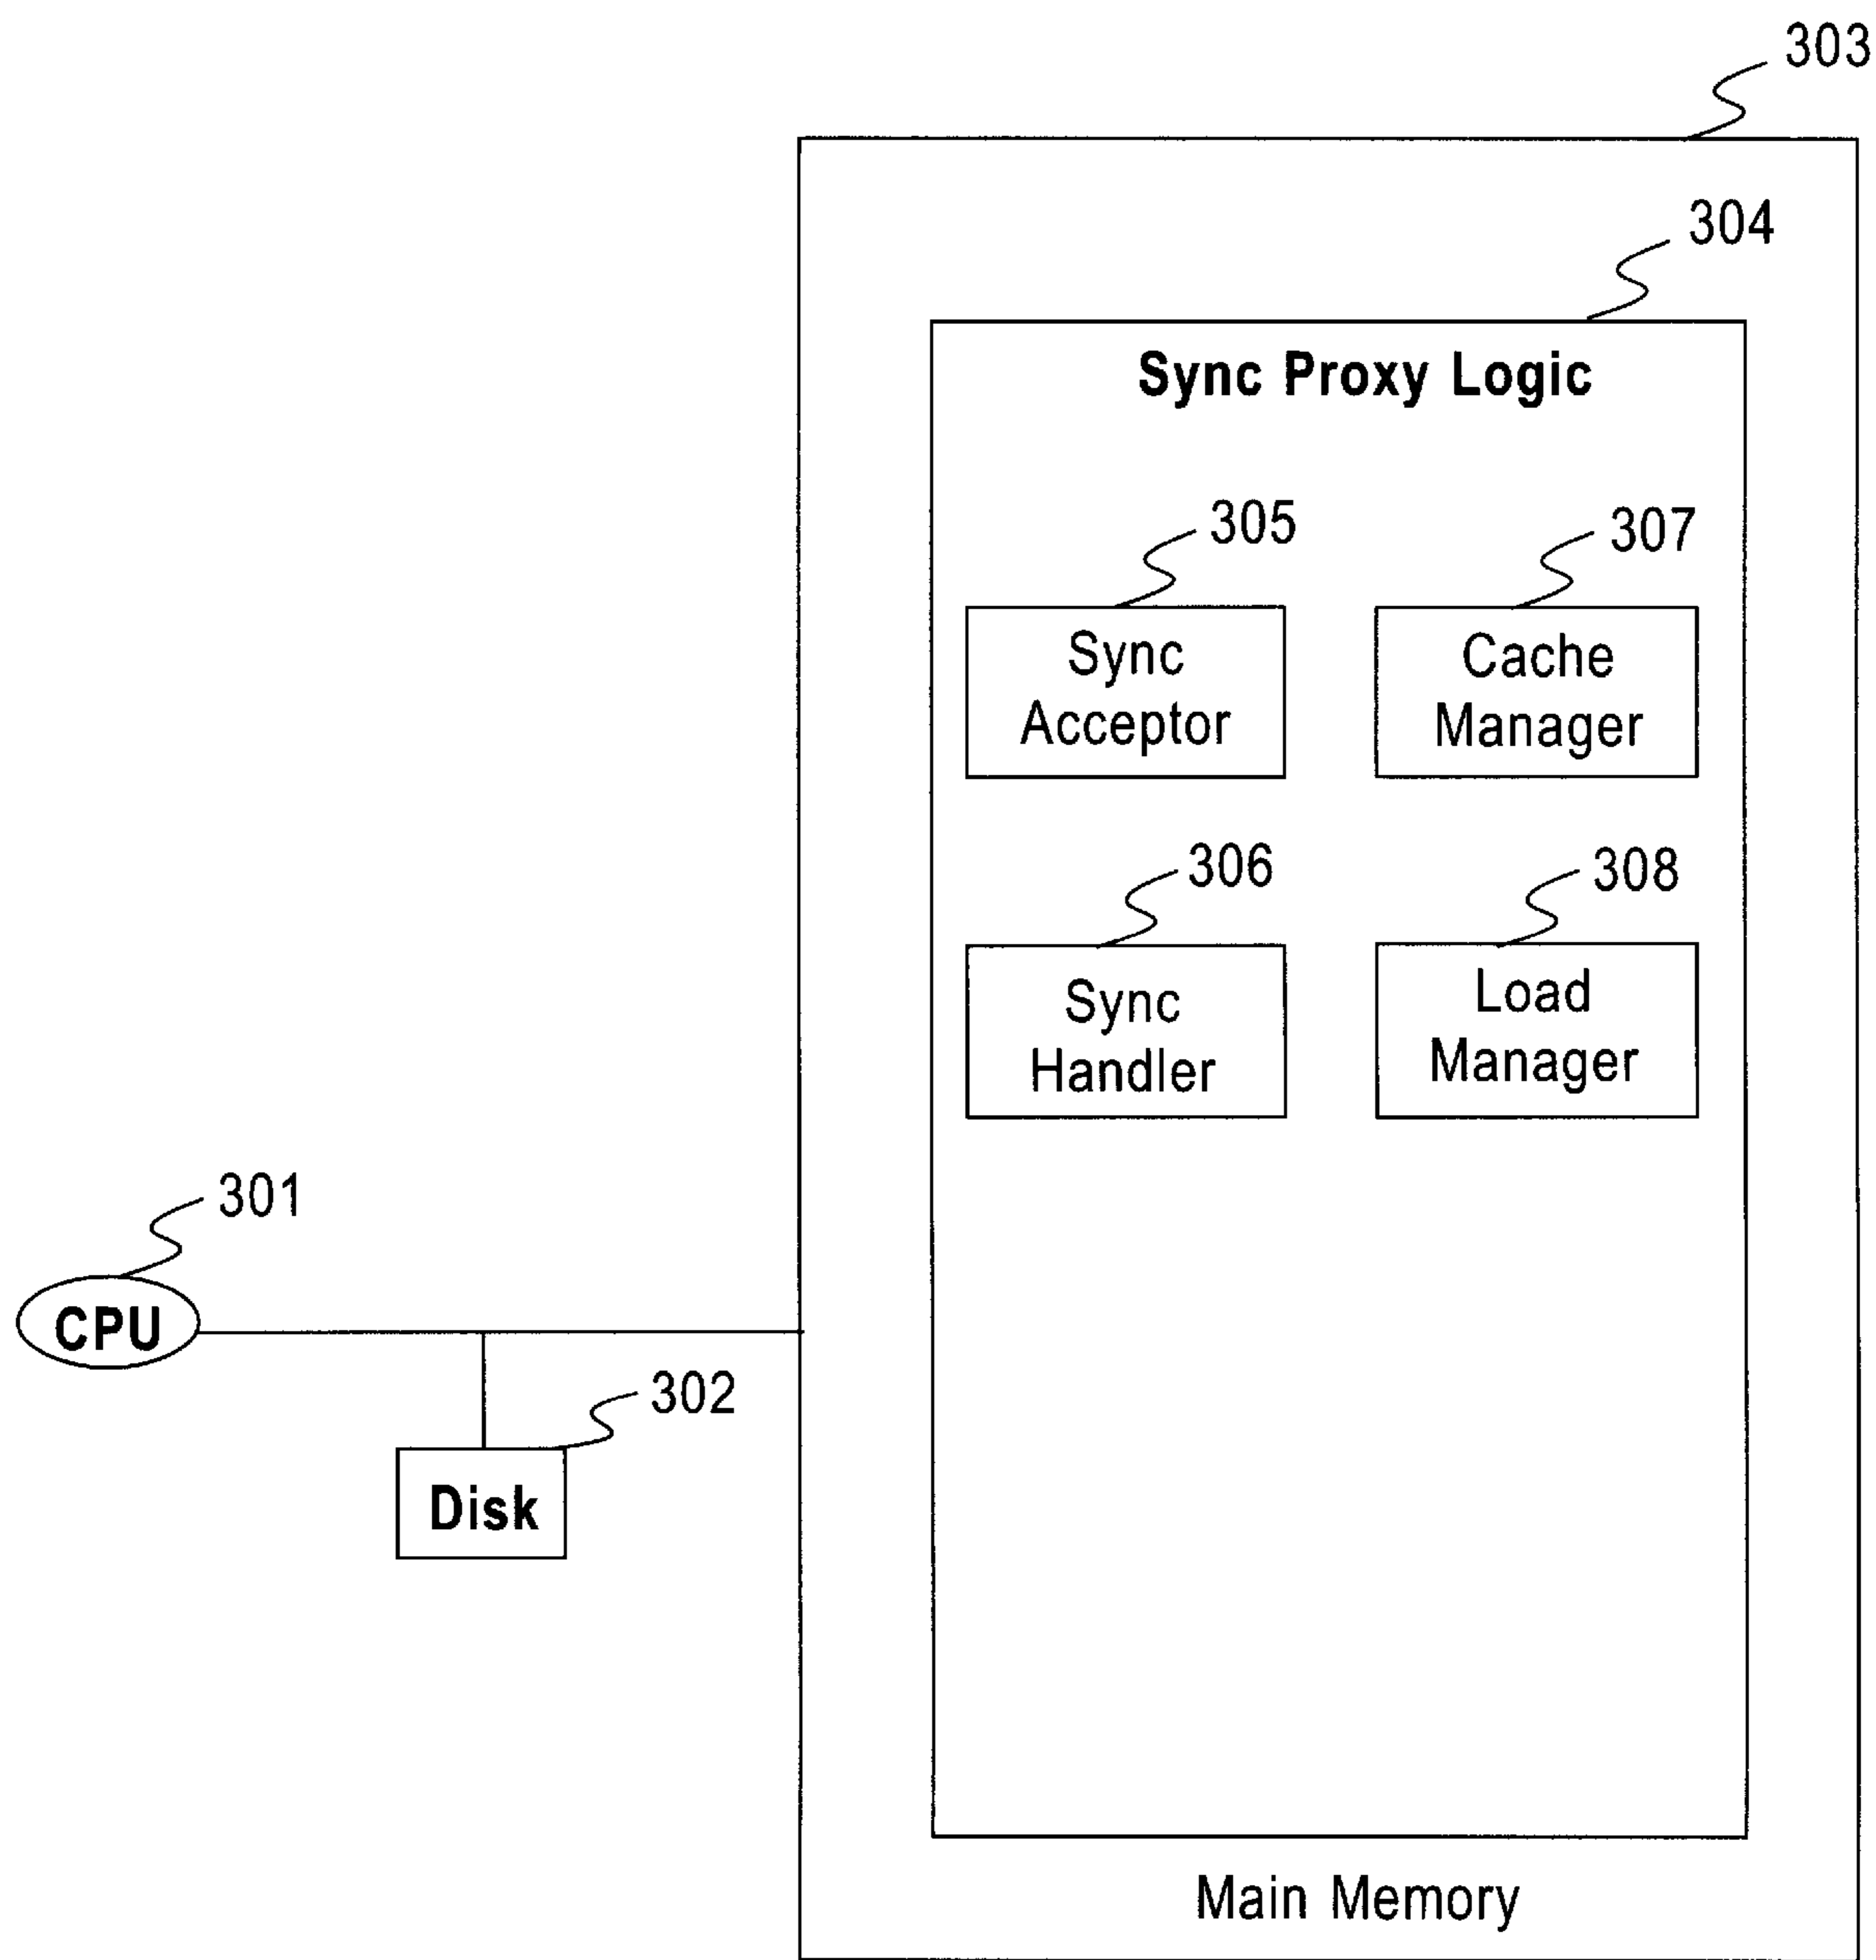 303
304
Sync Proxy Logic
305
307
Sync
Acceptor
Cache
Manager
306
308
Sync
Handler
Load
Manager
301
CPU
302
Disk
Main Memory